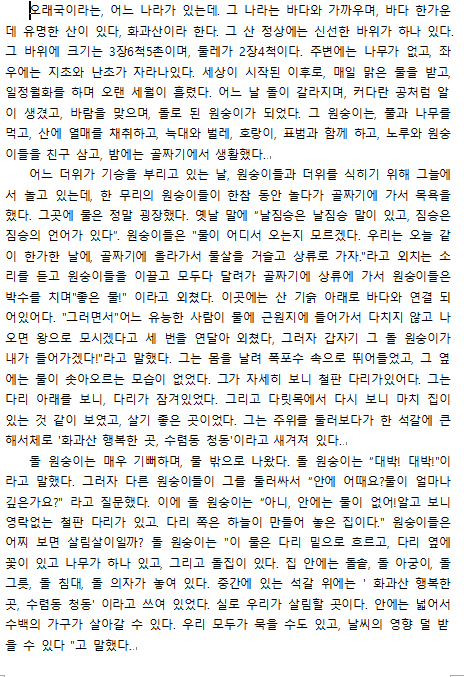 오래국이라는, 어느 나라가 있는데. 그 나라는 바다와 가까우며, 바다 한가운
데 유명한 산이 있다, 화과산이라 한다. 그 산 정상에는 신선한 바위가 하나 있다.
그 바위에 크기는 3장6척5촌이며, 둘레가 2장4척이다. 주변에는 나무가 없고, 좌
우에는 지초와 난초가 자라나있다. 세상이 시작된 이후로, 매일 맑은 물을 받고,
일정월화를 하며 오랜 세월이 흘렀다. 어느 날 돌이 갈라지며, 커다란 공처럼 알
이 생겼고, 바람을 맞으며, 돌로 된 원숭이가 되었다. 그 원숭이는, 풀과 나무를
먹고, 산에 열매를 채취하고, 늑대와 벌레, 호랑이, 표범과 함께 하고, 노루와 원숭
이들을 친구 삼고, 밤에는 골짜기에서 생활했다.
어느 더위가 기승을 부리고 있는 날, 원숭이들과 더위를 식히기 위해 그늘에
서 놀고 있는데, 한 무리의 원숭이들이 한참 동안 놀다가 골짜기에 가서 목욕을
했다. 그곳에 물은 정말 굉장했다. 옛날 말에 “날짐승은 날짐승 말이 있고, 짐승은
짐승의 언어가 있다”. 원숭이들은 "물이 어디서 오는지 모르겠다. 우리는 오늘 같
이 한가한 날에, 골짜기에 올라가서 물살을 거슬고 상류로 가자."라고 외치는 소
리를 듣고 원숭이들을 이끌고 모두다 달려가 골짜기에 상류에 가서 원숭이들은
박수를 치며"좋은 물!" 이라고 외쳤다. 이곳에는 산 기슭 아래로 바다와 연결 되
어있어다. "그러면서"어느 유능한 사람이 물에 근원지에 들어가서 다치지 않고 나
오면 왕으로 모시겠다고 세 번을 연달아 외쳤다, 그러자 갑자기 그 돌 원숭이가
내가 들어가겠다!"라고 말했다. 그는 몸을 날려 폭포수 속으로 뛰어들었고, 그 옆
에는 물이 솟아오르는 모습이 없었다. 그가 자세히 보니 철판 다리가있어다. 그는
다리 아래를 보니, 다리가 잠겨있었다. 그리고 다릿목에서 다시 보니 마치 집이
있는 것 같이 보였고, 살기 좋은 곳이었다. 그는 주위를 둘러보다가 한 석갈에 큰
해서체로 '화과산 행복한 곳, 수렴동 청동'이라고 새겨져 있다.
돌 원숭이는 매우 기뻐하며, 물 밖으로 나왔다. 돌 원숭이는 "대박! 대박!"이
라고 말했다. 그러자 다른 원숭이들이 그를 둘러싸서 "안에 어때요?물이 얼마나
깊은가요?" 라고 질문했다. 이에 돌 원숭이는 "아니, 안에는 물이 없어!알고 보니
영락없는 철판 다리가 있고, 다리 쪽은 하늘이 만들어 놓은 집이다." 원숭이들은
어찌 보면 살림살이일까? 돌 원숭이는 "이 물은 다리 밑으로 흐르고, 다리 옆에
꽃이 있고 나무가 하나 있고, 그리고 돌집이 있다. 집 안에는 돌솥, 돌 아궁이, 돌
그릇, 돌 침대, 돌 의자가 놓여 있다. 중간에 있는 석갈 위에는 ' 화과산 행복한
곳, 수렴동 청동' 이라고 쓰여 있었다. 실로 우리가 살림할 곳이다. 안에는 넓어서
수백의 가구가 살아갈 수 있다. 우리 모두가 묵을 수도 있고, 날씨의 영향 덜 받
을 수 있다 "고 말했다.